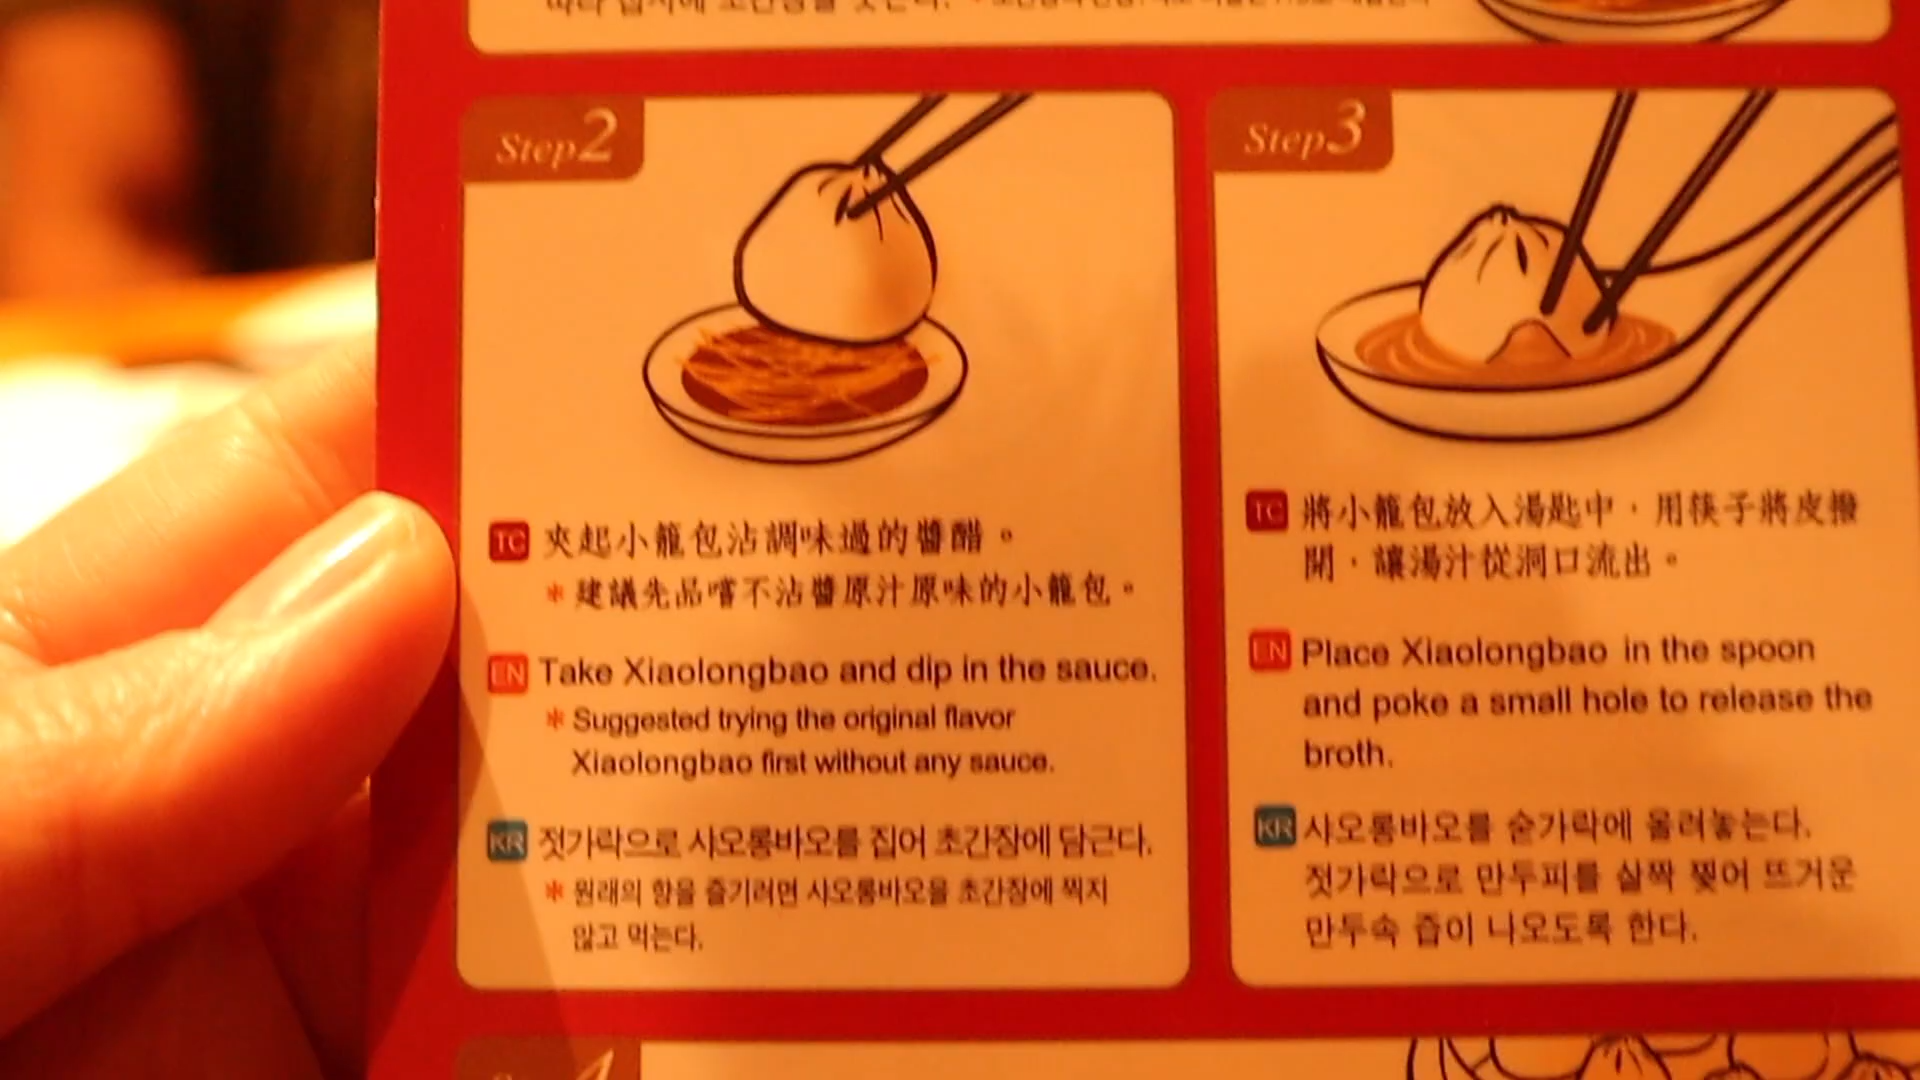 Step2
TC 夾起小籠包沾調味過的醬醋。
* 建議先品嚐不沾醬原汁原味的小籠包。
EN Take Xiaolongbao and dip in the sauce.
* Suggested trying the original flavor
Xiaolongbao first without any sauce.
KR 젓가락으로 샤오롱바오를 집어 초간장에 담근다.
* 원래의 향을 즐기려면 샤오롱바오을 초간장에 찍지
않고 먹는다.
Step3
TC 將小籠包放入湯匙中，用筷子將皮撥
開，讓湯汁從洞口流出。
EN Place Xiaolongbao in the spoon
and poke a small hole to release the
broth.
KR 샤오롱바오를 숟가락에 올려놓는다.
젓가락으로 만두피를 살짝 찢어 뜨거운
만두속 즙이 나오도록 한다.